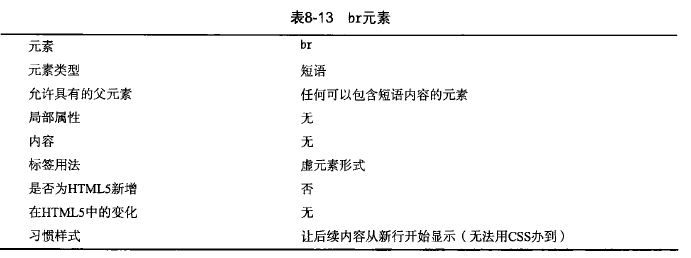 表8-13 br元素
元素 br
元素类型 短语
允许具有的父元素 任何可以包含短语内容的元素
局部属性 无
内容 无
标签用法 虚元素形式
是否为HTML5新增 否
在HTML5中的变化 无
习惯样式 让后续内容从新行开始显示（无法用CSS办到）